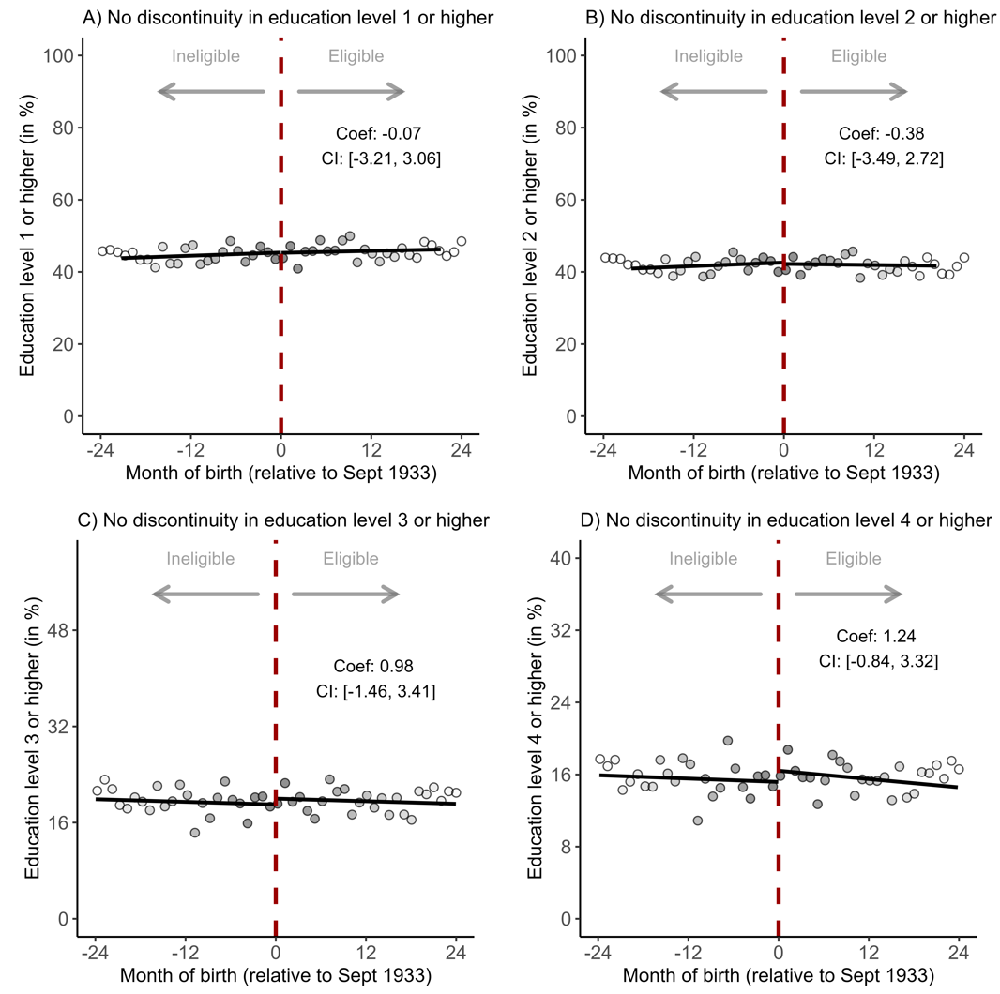 A) No discontinuity in education level 1 or higher
Ineligible
Eligible
Coef: -0.07
CI: [-3.21, 3.06]
Education level 1 or higher (in %)
100
80
60
40
20
0
-24
-12
0
12
24
Month of birth (relative to Sept 1933)
B) No discontinuity in education level 2 or higher
Ineligible
Eligible
Coef: -0.38
CI: [-3.49, 2.72]
Education level 2 or higher (in %)
100
80
60
40
20
0
-24
-12
0
12
24
Month of birth (relative to Sept 1933)
C) No discontinuity in education level 3 or higher
Ineligible
Eligible
Coef: 0.98
CI: [-1.46, 3.41]
Education level 3 or higher (in %)
48
32
16
0
-24
-12
0
12
24
Month of birth (relative to Sept 1933)
D) No discontinuity in education level 4 or higher
Ineligible
Eligible
Coef: 1.24
CI: [-0.84, 3.32]
Education level 4 or higher (in %)
40
32
24
16
8
0
-24
-12
0
12
24
Month of birth (relative to Sept 1933)